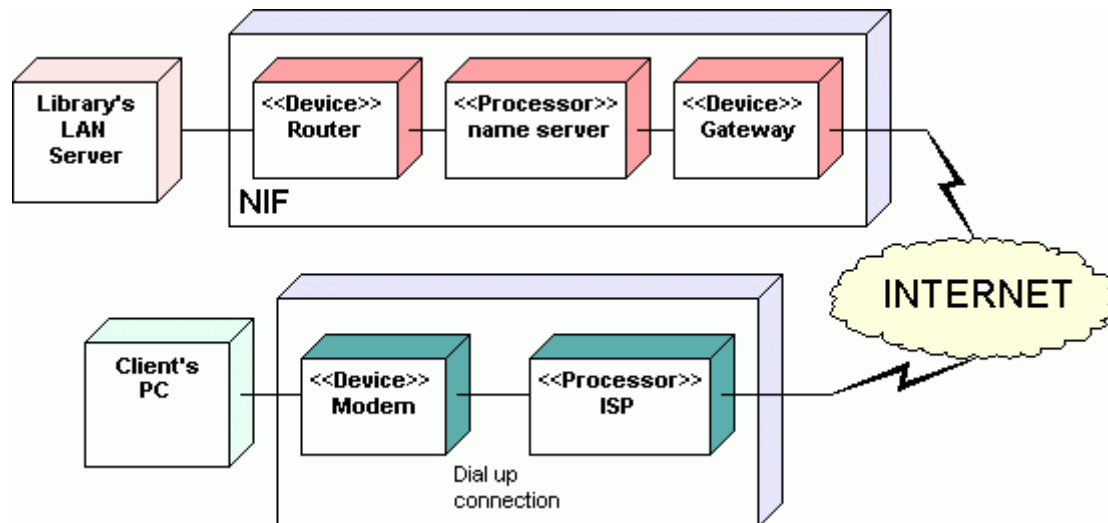 Library's
LAN
Server
<<Device>>
Router
<<Processor>>
name server
<<Device>>
Gateway
NIF
INTERNET
Client's
PC
<<Device>>
Modem
<<Processor>>
ISP
Dial up
connection